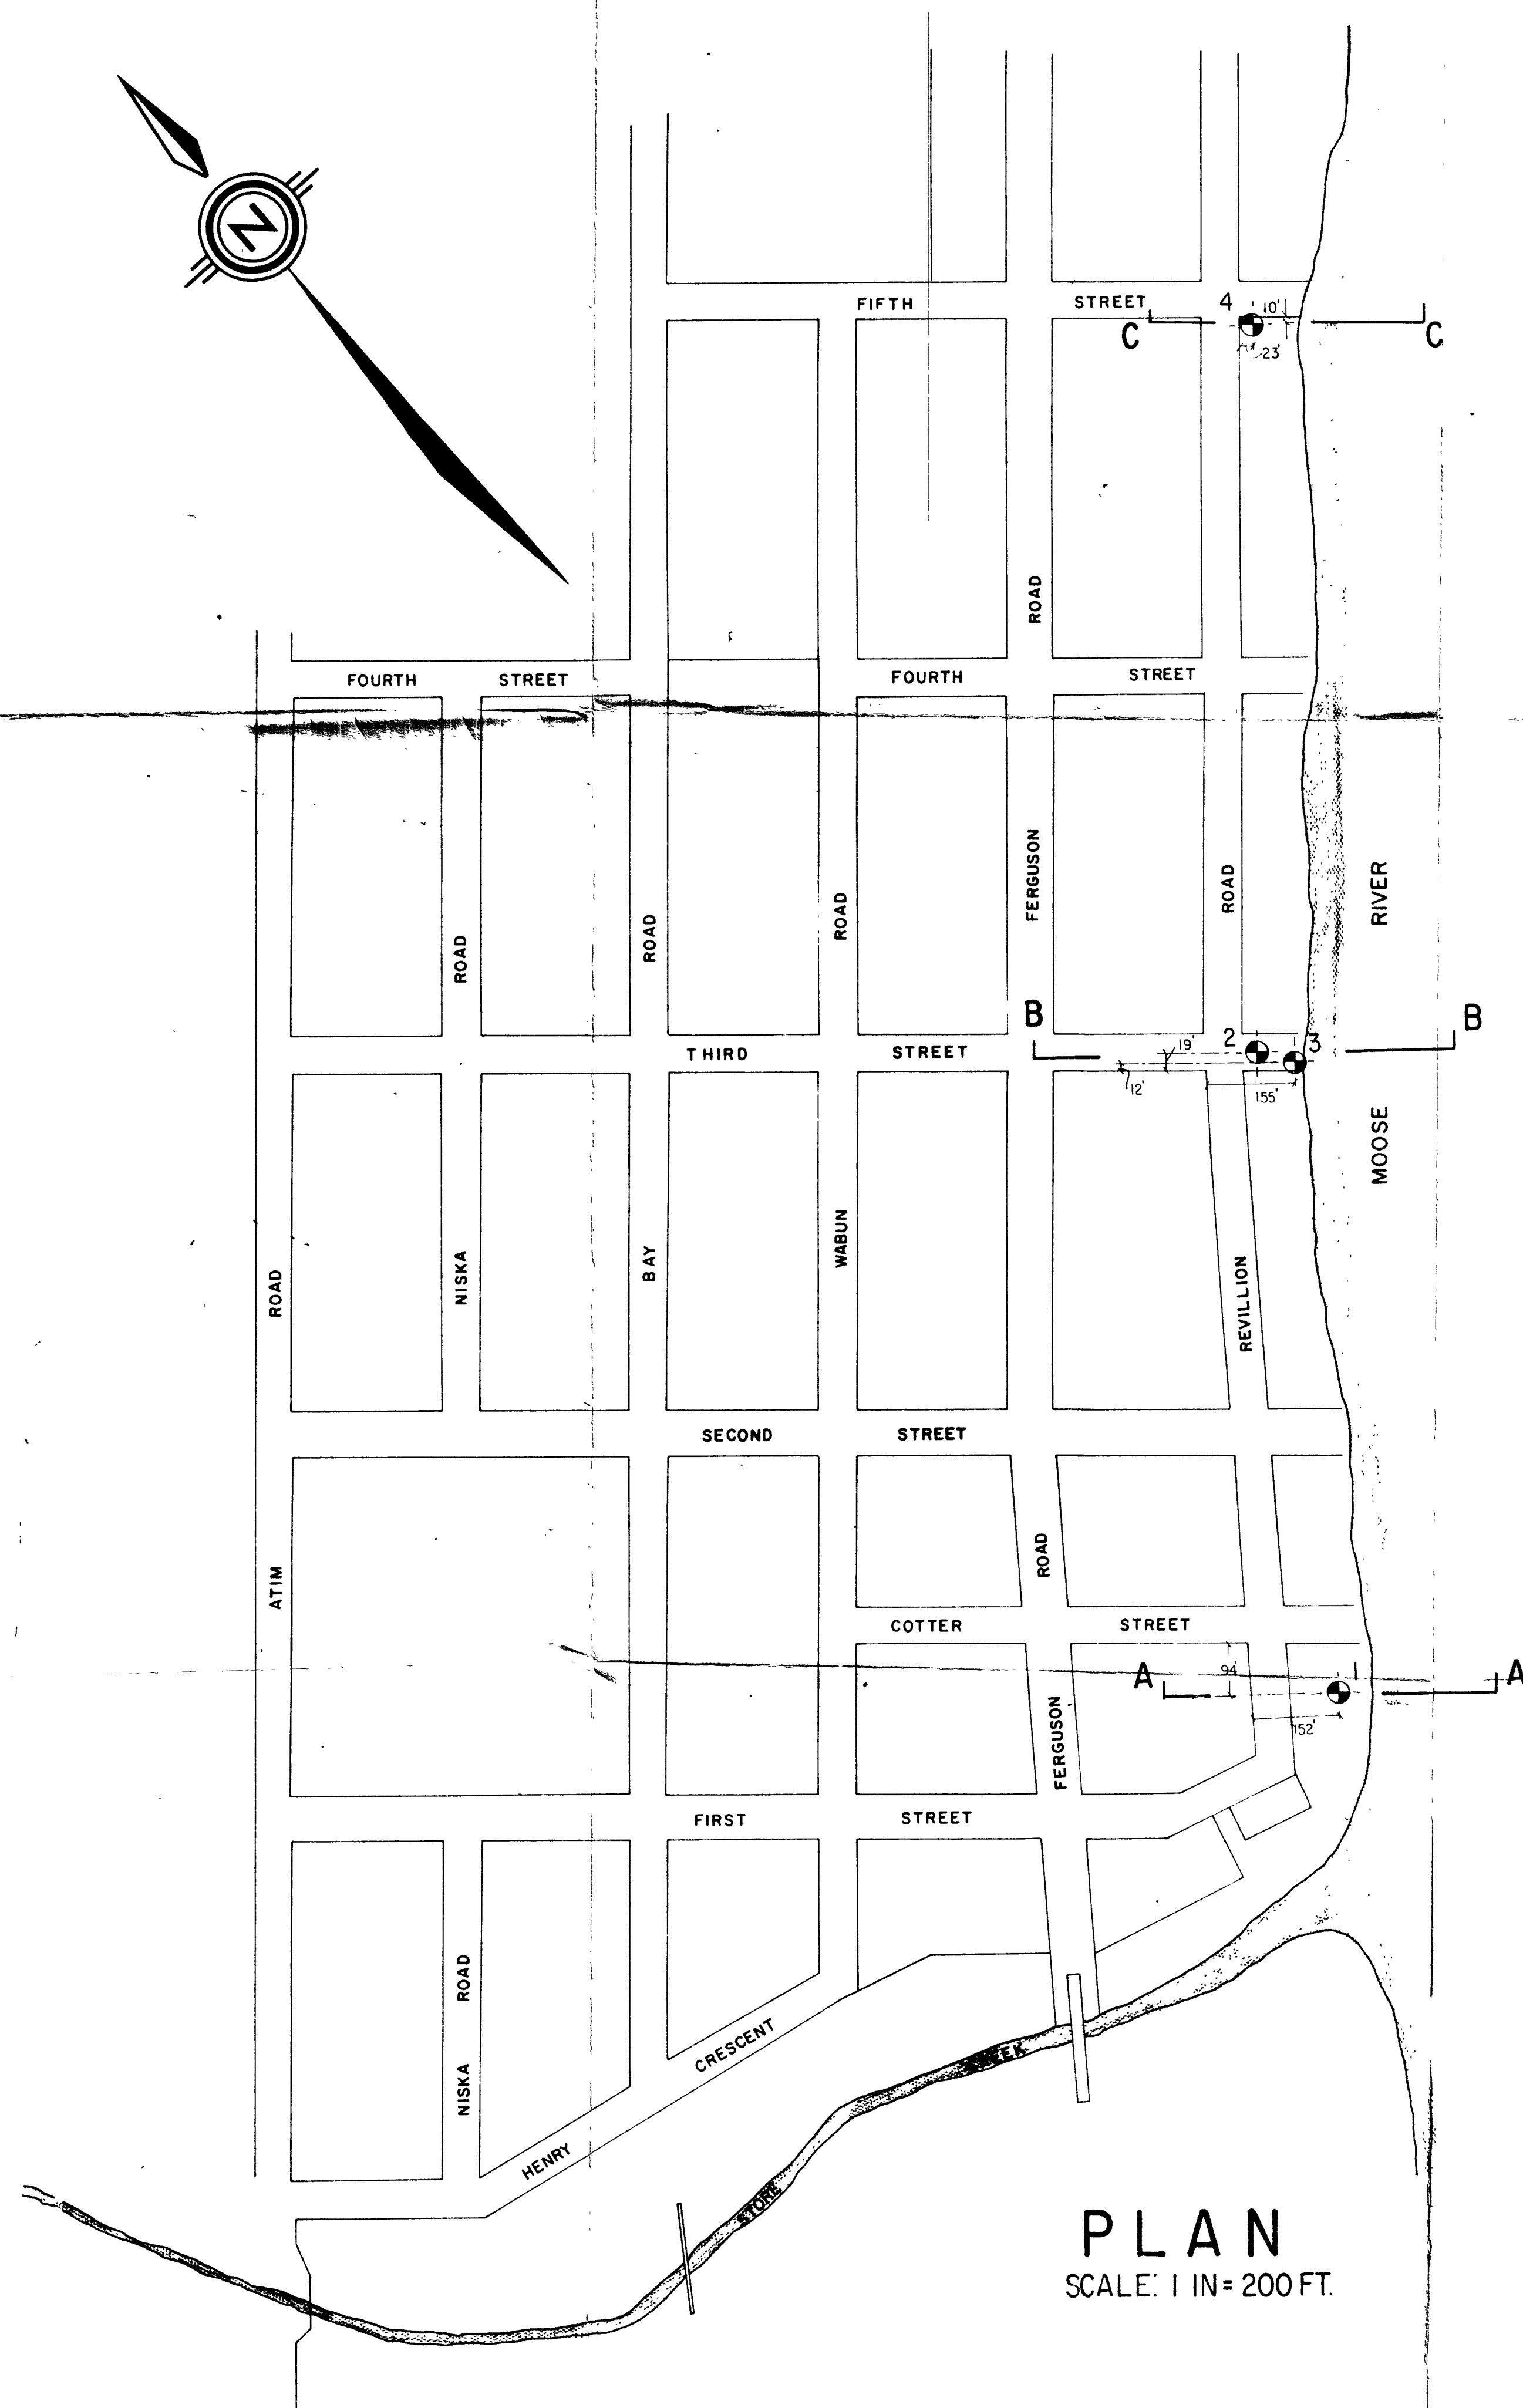 N
FIFTH STREET
4
10'
C C
23'
ROAD
FOURTH STREET FOURTH STREET
ROAD
ROAD
ROAD
FERGUSON
ROAD
RIVER
B B
2 3
19'
THIRD STREET
12'
155'
MOOSE
ROAD
NISKA
BAY
WABUN
REVILLION
SECOND STREET
ATIM
ROAD
COTTER STREET
A A
94'
1
152'
FERGUSON
FIRST STREET
ROAD
NISKA
HENRY CRESCENT
STORE CREEK
PLAN
SCALE: 1 IN = 200 FT.